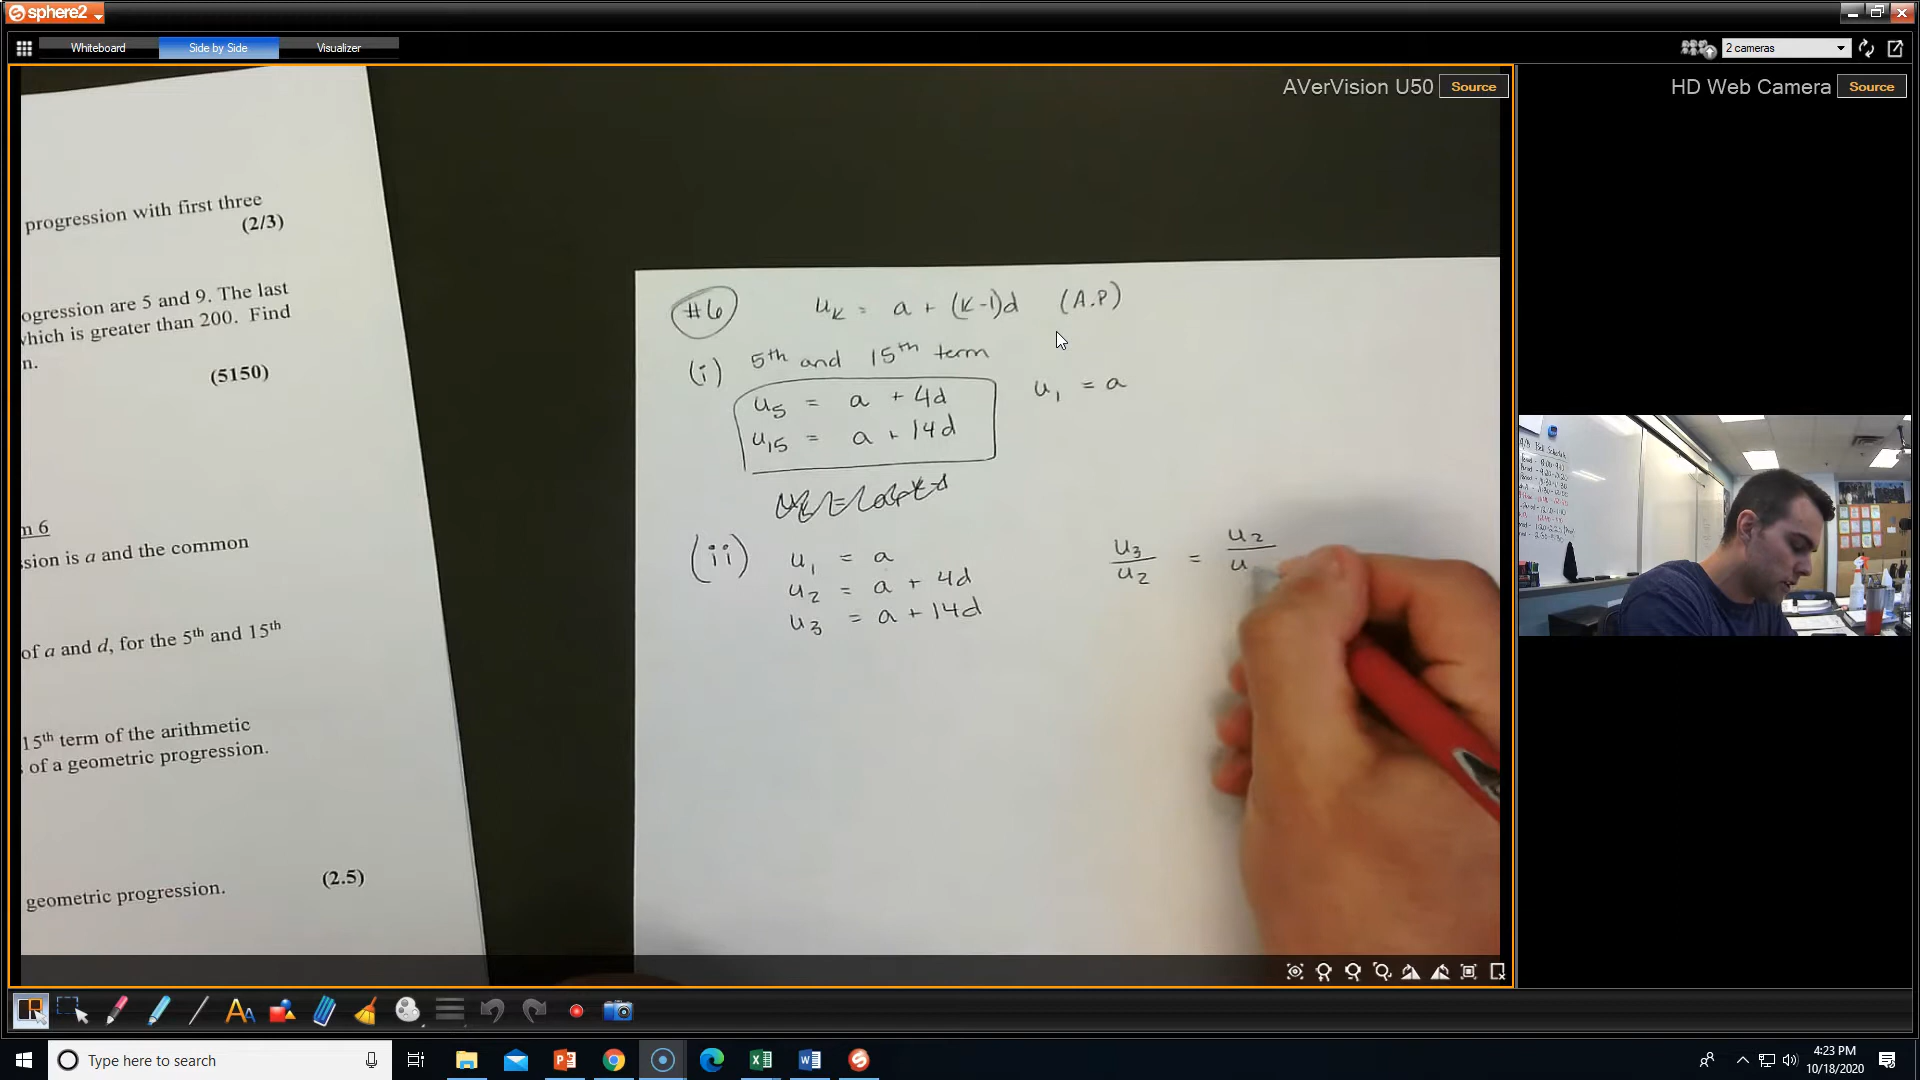 sphere2
Whiteboard Side by Side Visualizer
2 cameras
AVerVision U50 Source
HD Web Camera Source
progression with first three
(2/3)
ogression are 5 and 9. The last
which is greater than 200. Find
n.
(5150)
m 6
sion is a and the common
of a and d, for the 5th and 15th
15th term of the arithmetic
of a geometric progression.
(2.5)
geometric progression.
#6 uₖ = a + (k-1)d (A.P)
(i) 5th and 15th term
u₁ = a
u₅ = a + 4d
u₁₅ = a + 14d
(ii) u₁ = a
u₂ = a + 4d
u₃ = a + 14d
u₃/u₂ = u₂/u
Type here to search
4:23 PM
10/18/2020